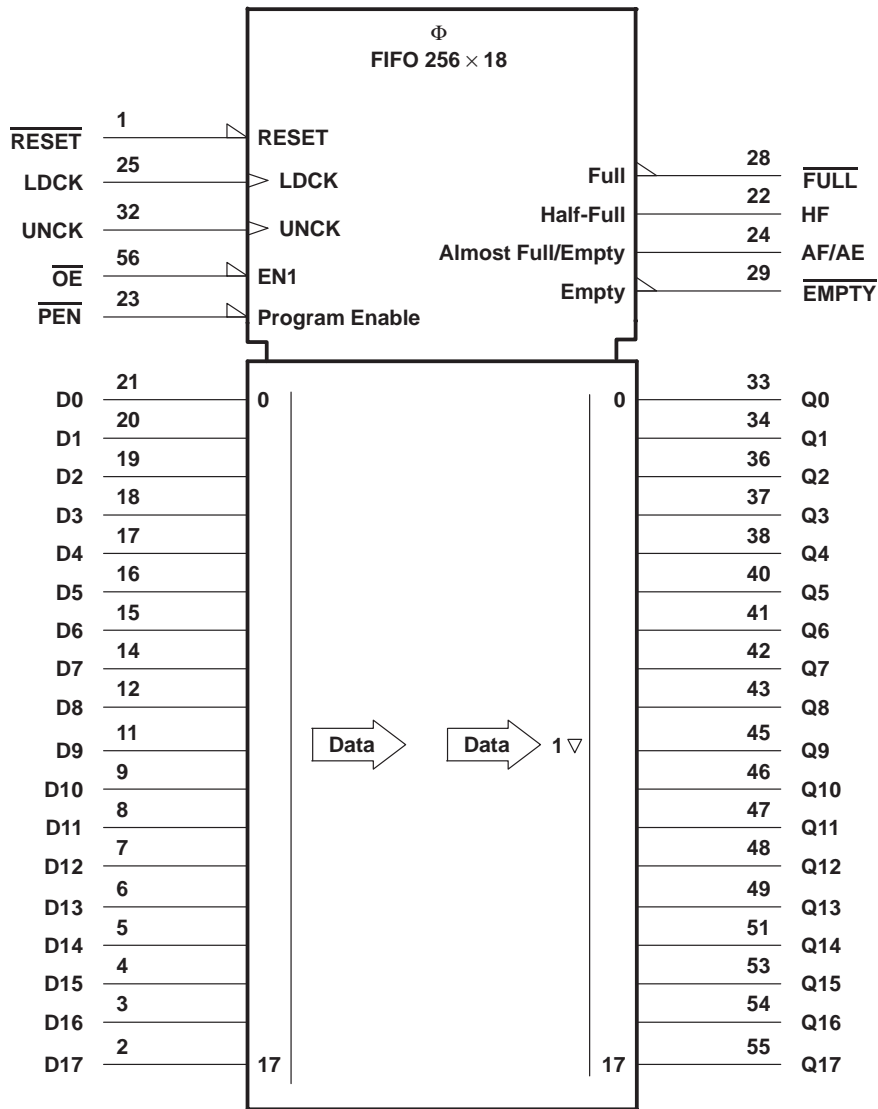 Φ
FIFO 256 × 18
RESET 1 RESET
LDCK 25 LDCK
UNCK 32 UNCK
OE 56 EN1
PEN 23 Program Enable
Full 28 FULL
Half-Full 22 HF
Almost Full/Empty 24 AF/AE
Empty 29 EMPTY
D0 21 0 0 33 Q0
D1 20 34 Q1
D2 19 36 Q2
D3 18 37 Q3
D4 17 38 Q4
D5 16 40 Q5
D6 15 41 Q6
D7 14 42 Q7
D8 12 43 Q8
D9 11 Data Data 1 ▽ 45 Q9
D10 9 46 Q10
D11 8 47 Q11
D12 7 48 Q12
D13 6 49 Q13
D14 5 51 Q14
D15 4 53 Q15
D16 3 54 Q16
D17 2 17 17 55 Q17